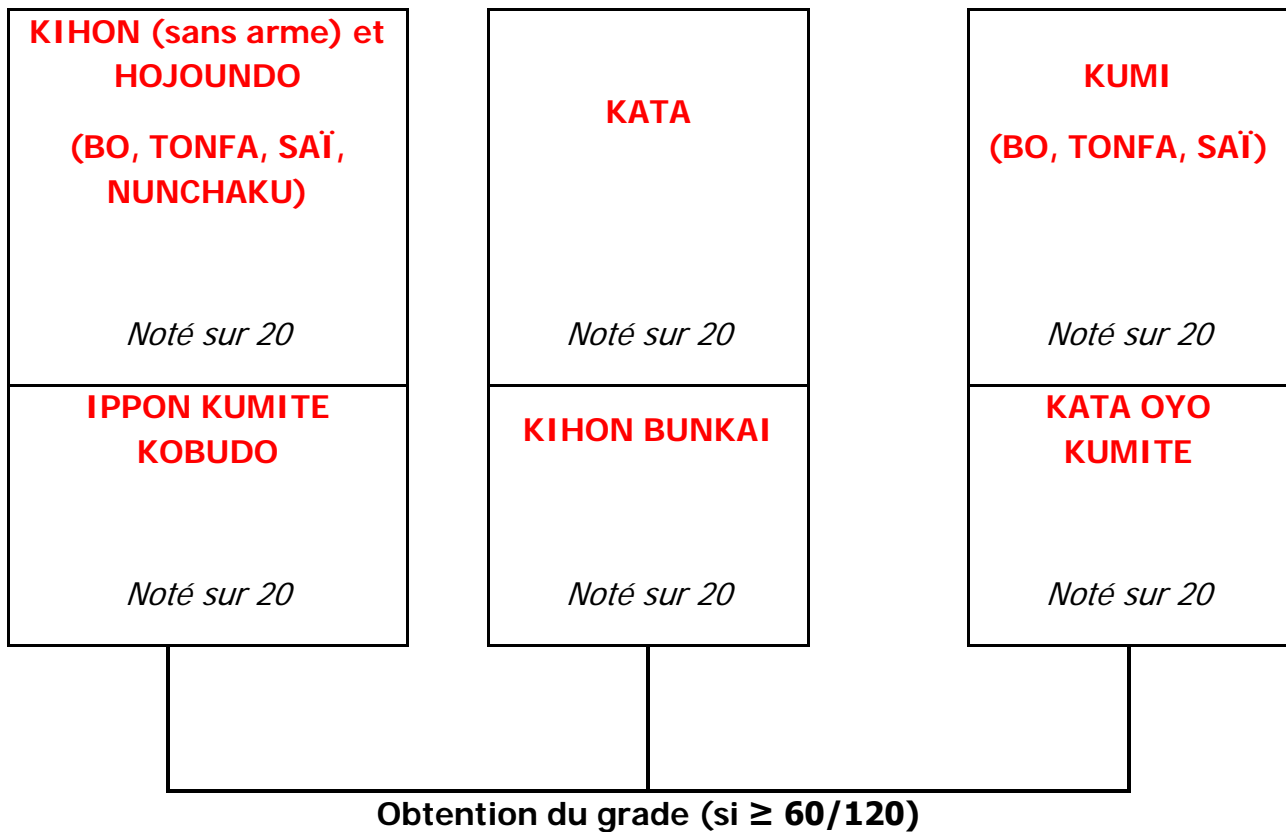 KIHON (sans arme) et
HOJOUNDO
(BO, TONFA, SAÏ,
NUNCHAKU)
Noté sur 20
KATA
Noté sur 20
KUMI
(BO, TONFA, SAÏ)
Noté sur 20
IPPON KUMITE
KOBUDO
Noté sur 20
KIHON BUNKAI
Noté sur 20
KATA OYO
KUMITE
Noté sur 20
Obtention du grade (si ≥ 60/120)